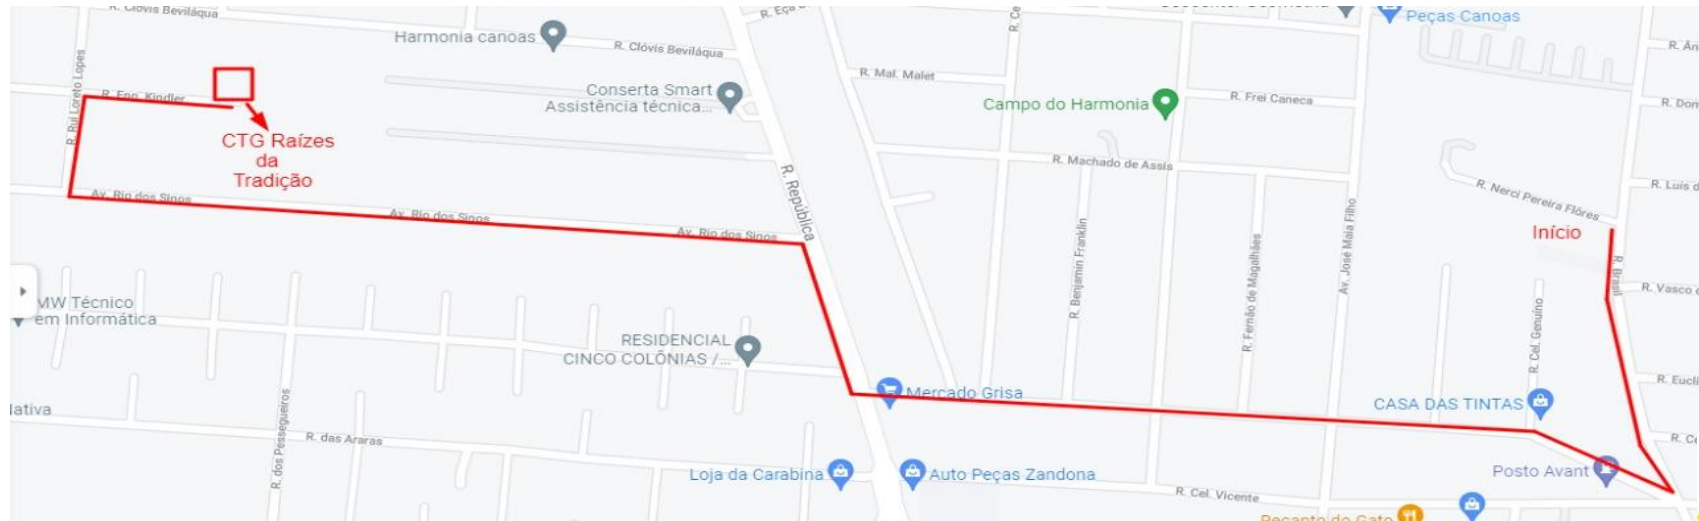 R. Clóvis Beviláqua
R. Eça
Peças Canoas
Harmonia canoas
R. Clóvis Beviláqua
R. Mal. Malet
R. Rui Loreto Lopes
R. Eng. Kindler
Conserta Smart
Assistência técnica...
Campo do Harmonia
R. Frei Caneca
CTG Raízes
da
Tradição
R. República
R. Machado de Assis
R. Nerci Pereira Flôres
R. Luis d
Av. Rio dos Sinos
Av. Rio dos Sinos
Av. Rio dos Sinos
R. Benjamin Franklin
R. Fernão de Magalhães
Av. José Maia Filho
Início
R. Brasil
R. Vasco
MW Técnico
em Informática
RESIDENCIAL
CINCO COLÔNIAS /...
R. Cel. Genuíno
R. Eucli
Mercado Grisa
CASA DAS TINTAS
R. dos Pessegueiros
R. das Araras
Loja da Carabina
Auto Peças Zandona
Posto Avant
R. Cel. Vicente
Recanto do Gato